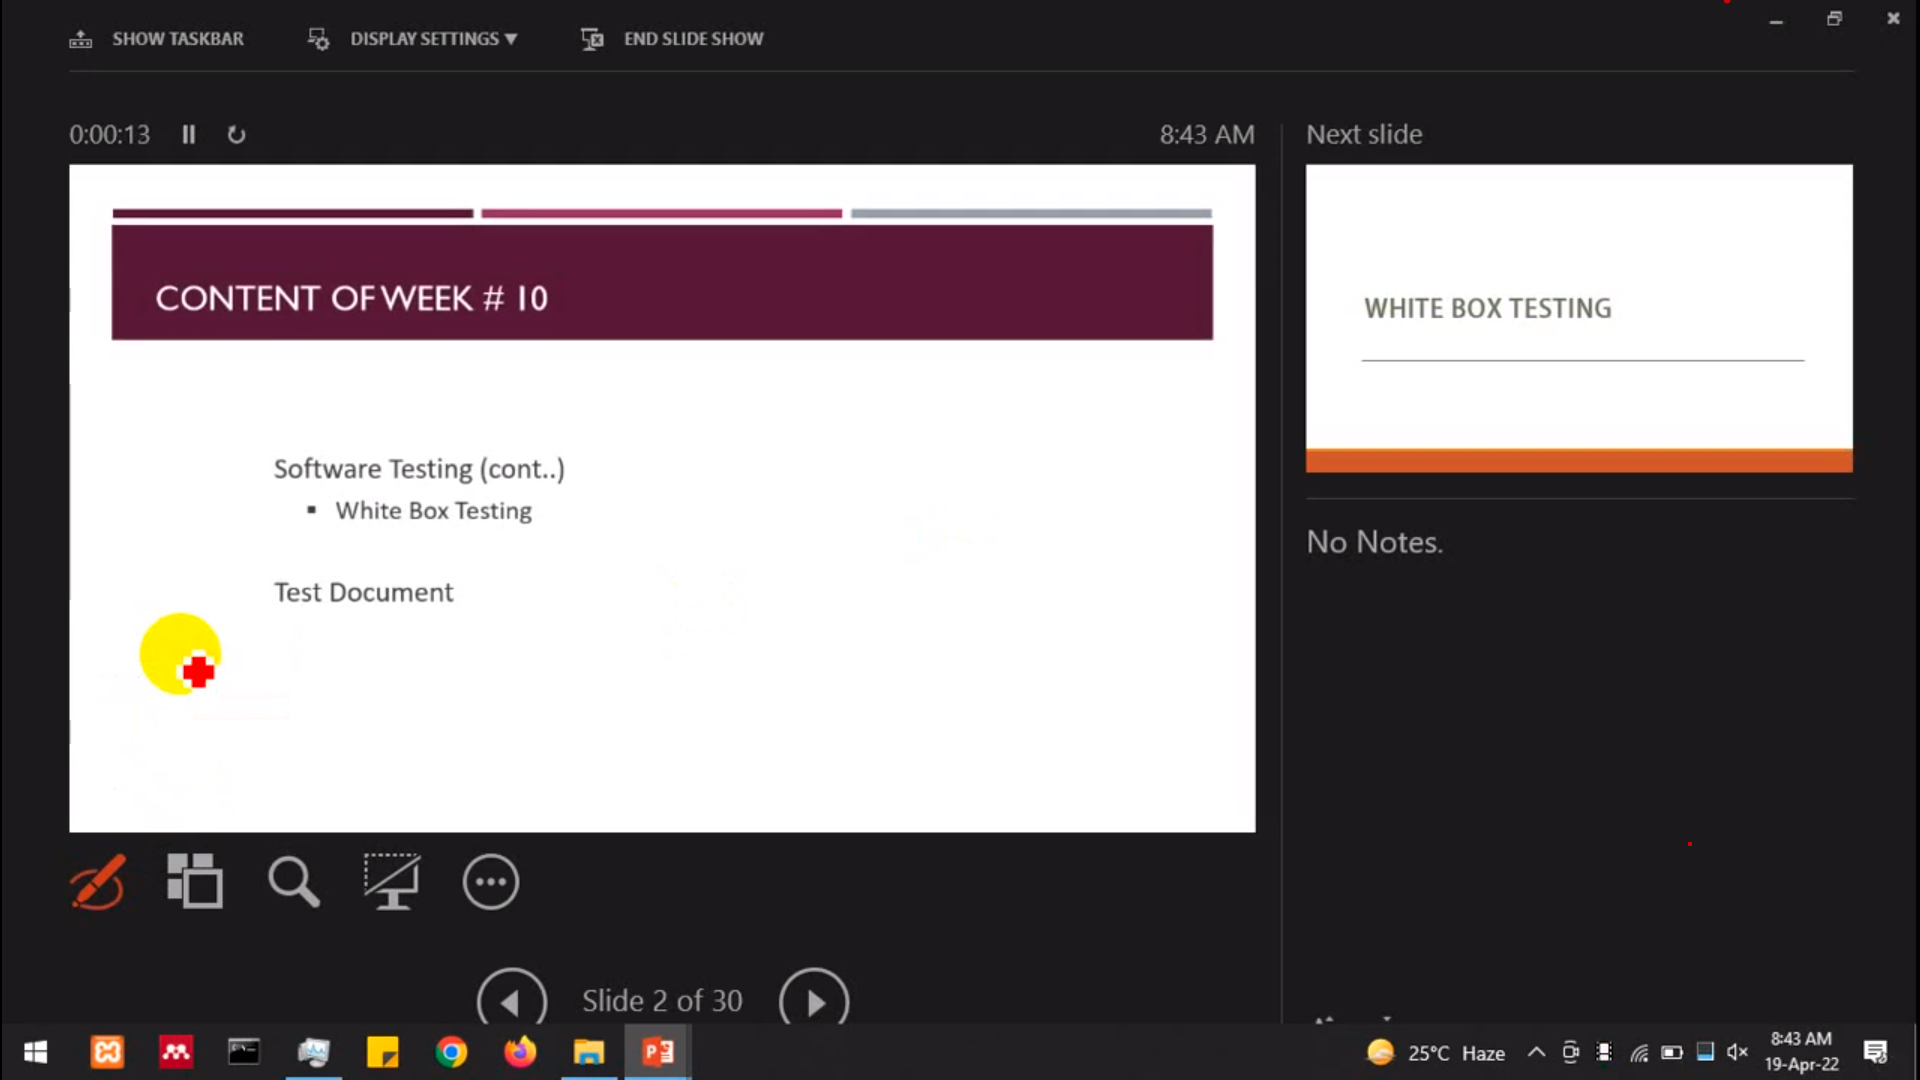 SHOW TASKBAR
DISPLAY SETTINGS ▼
END SLIDE SHOW
0:00:13
8:43 AM
Next slide
CONTENT OF WEEK # 10
Software Testing (cont..)
▪ White Box Testing
Test Document
WHITE BOX TESTING
No Notes.
Slide 2 of 30
25°C Haze
8:43 AM
19-Apr-22